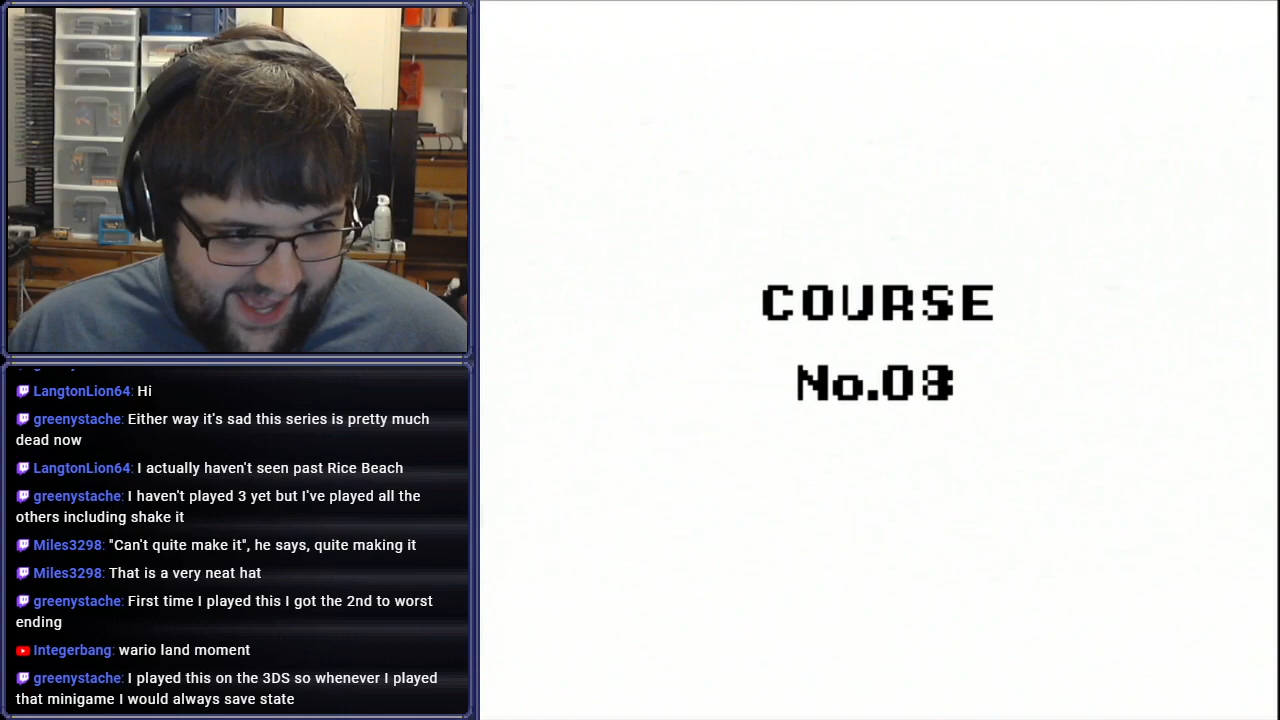 LangtonLion64: Hi
greenystache: Either way it's sad this series is pretty much
dead now
LangtonLion64: I actually haven't seen past Rice Beach
greenystache: I haven't played 3 yet but I've played all the
others including shake it
Miles3298: "Can't quite make it", he says, quite making it
Miles3298: That is a very neat hat
greenystache: First time I played this I got the 2nd to worst
ending
Integerbang: wario land moment
greenystache: I played this on the 3DS so whenever I played
that minigame I would always save state
COURSE
No.03